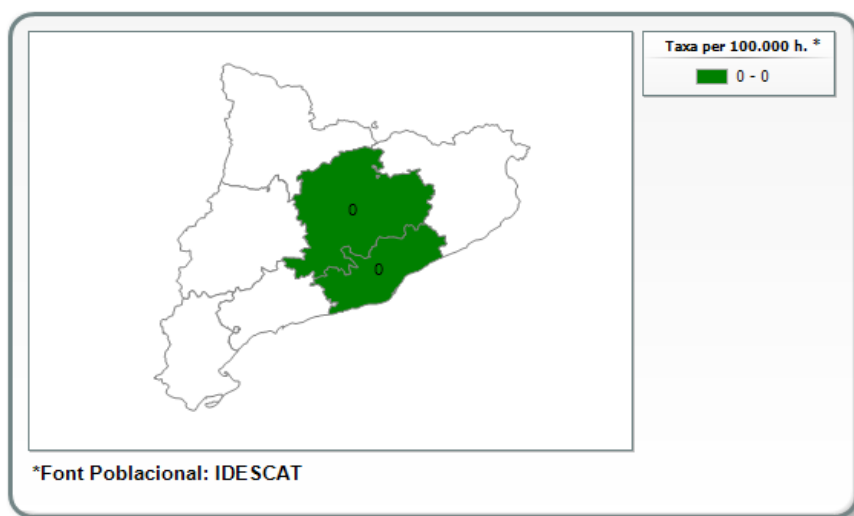 Taxa per 100.000 h. *
0 - 0
0
0
*Font Poblacional: IDESCAT